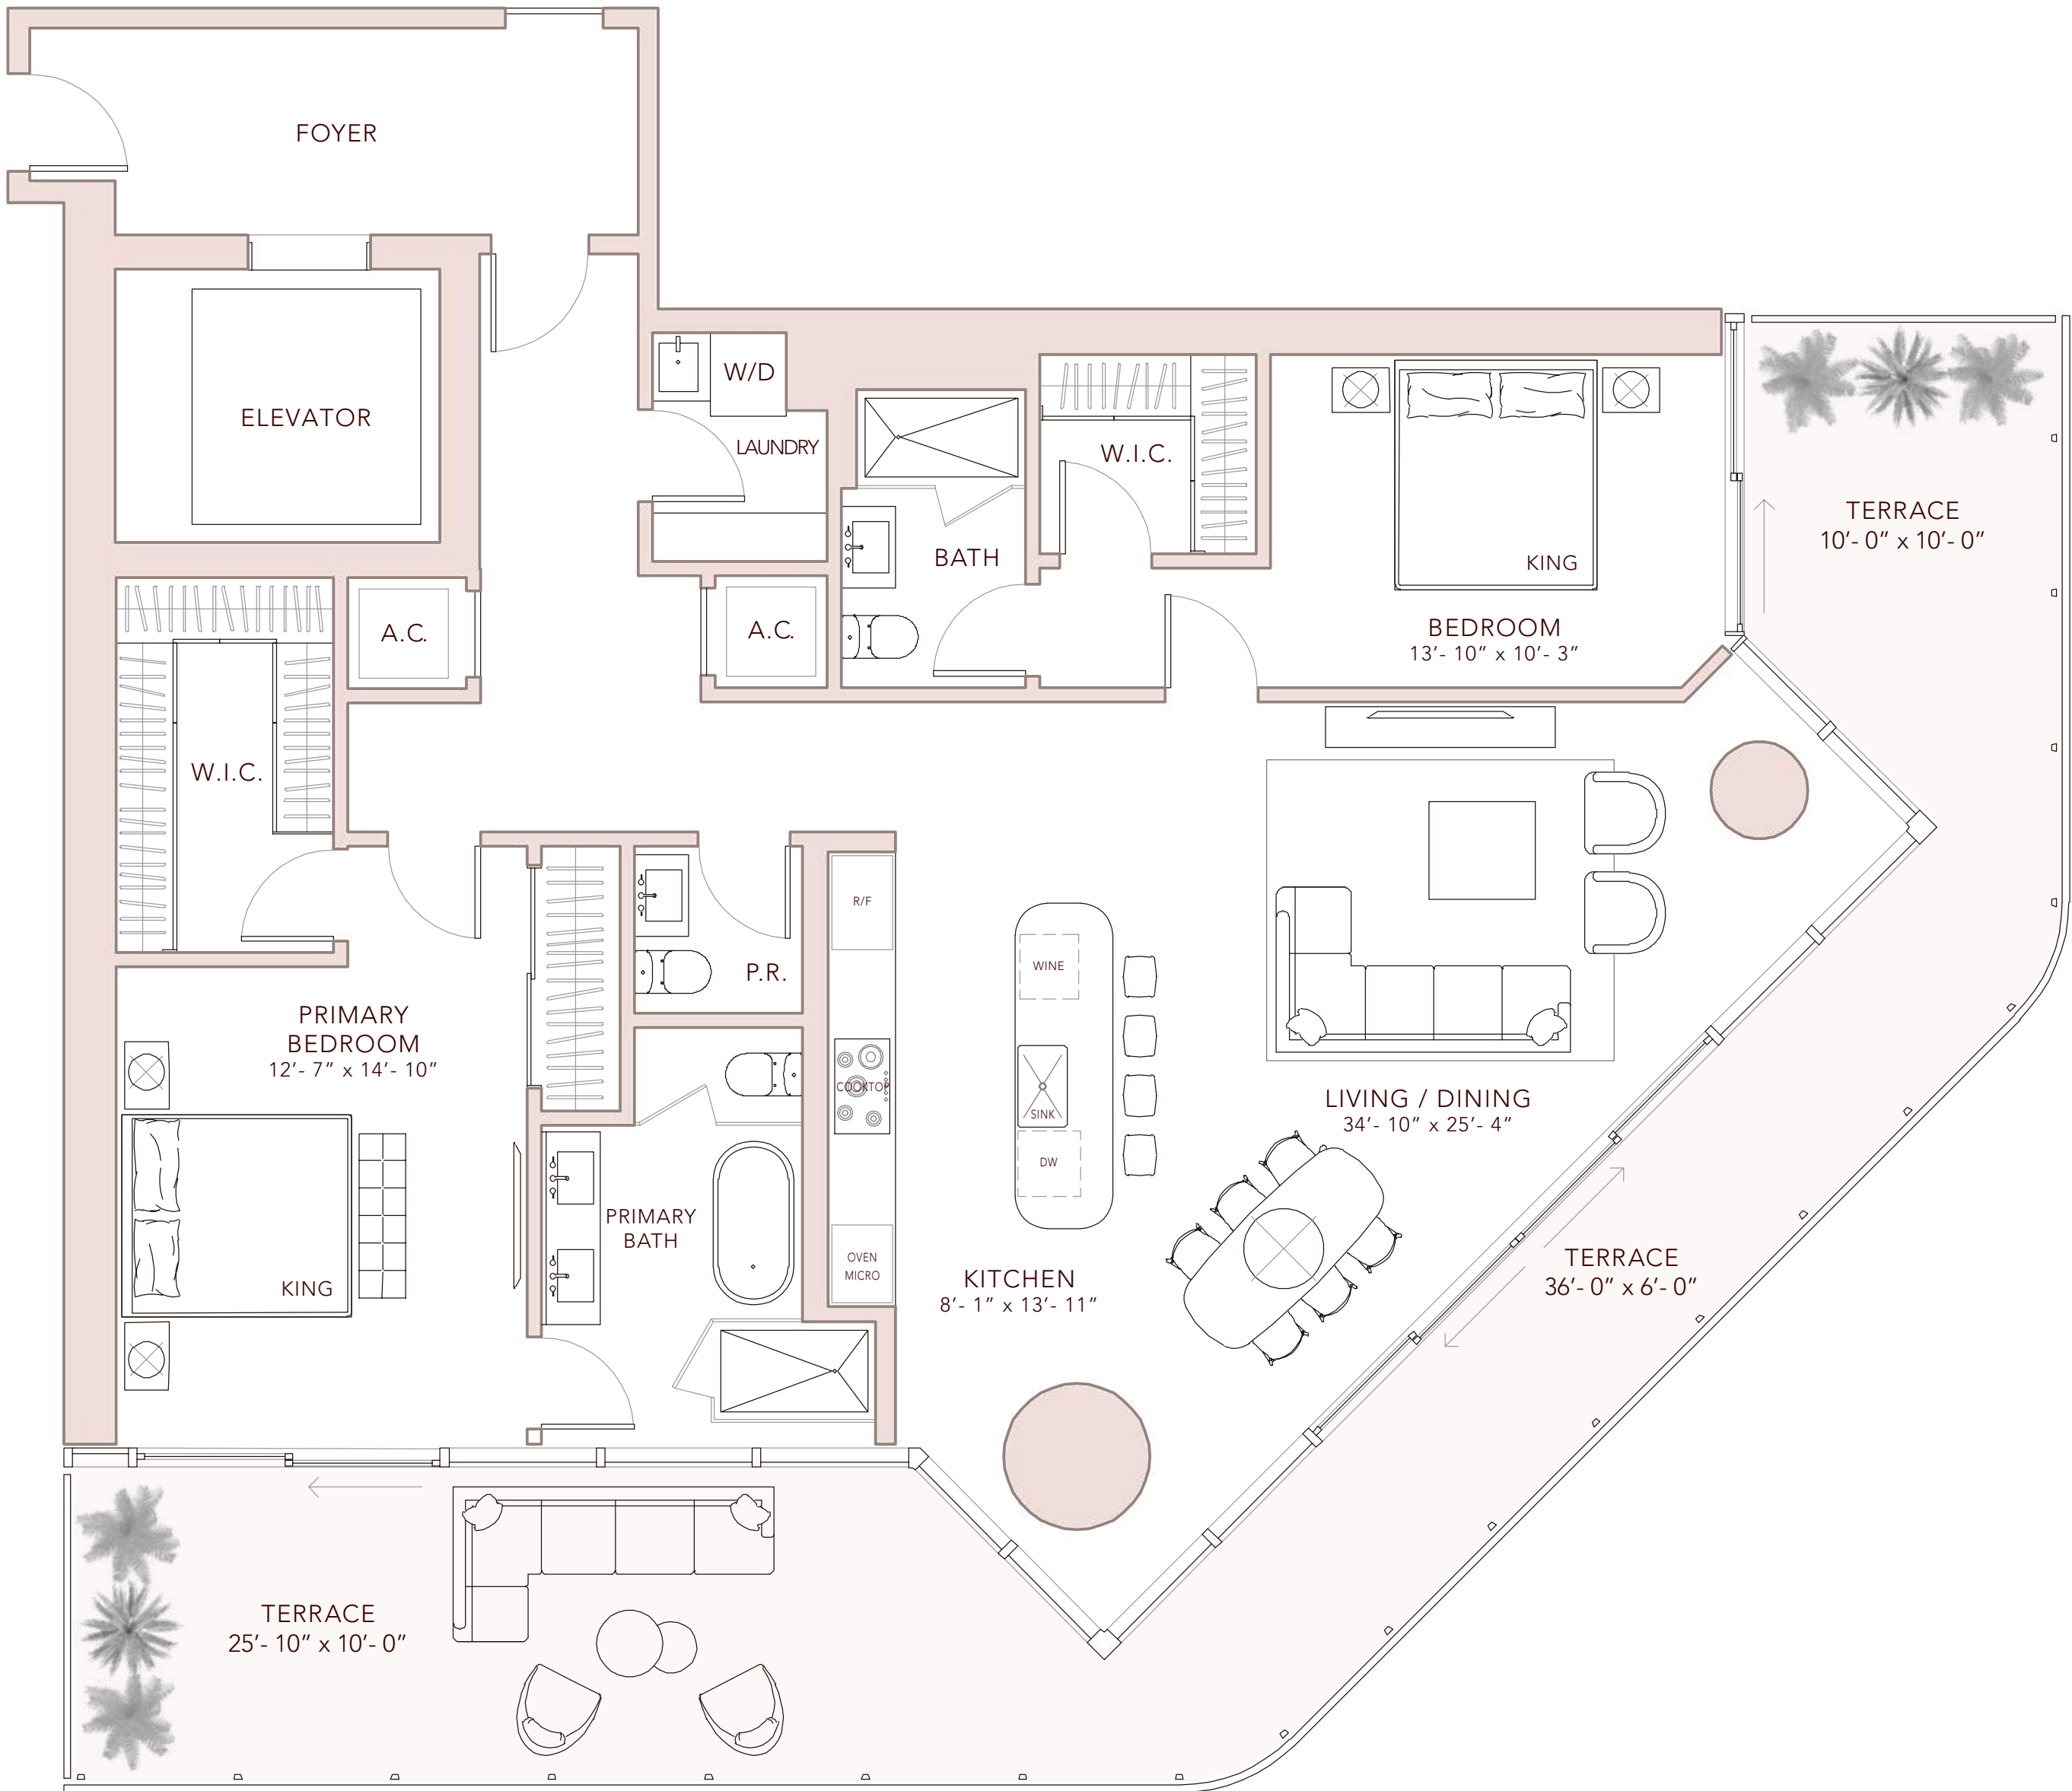 FOYER
ELEVATOR
W/D
LAUNDRY
W.I.C.
BATH
KING
BEDROOM
13'- 10" x 10'- 3"
TERRACE
10'- 0" x 10'- 0"
A.C.
A.C.
W.I.C.
R/F
WINE
P.R.
PRIMARY
BEDROOM
12'- 7" x 14'- 10"
COOKTOP
SINK
LIVING / DINING
34'- 10" x 25'- 4"
DW
PRIMARY
BATH
KING
OVEN
MICRO
KITCHEN
8'- 1" x 13'- 11"
TERRACE
36'- 0" x 6'- 0"
TERRACE
25'- 10" x 10'- 0"